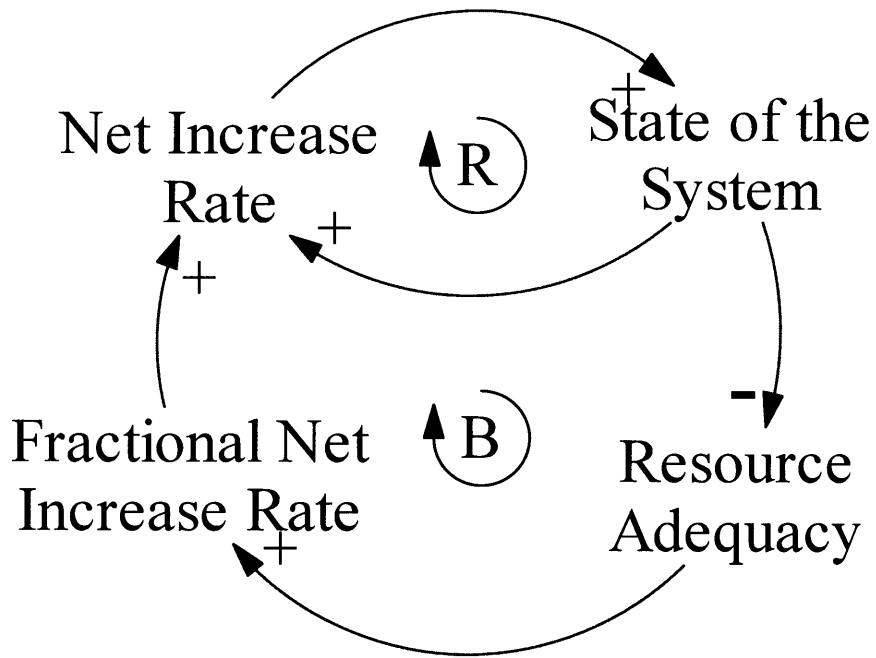 +
Net Increase
Rate
R
State of the
System
+
+
-
Fractional Net
Increase Rate
B
Resource
Adequacy
+